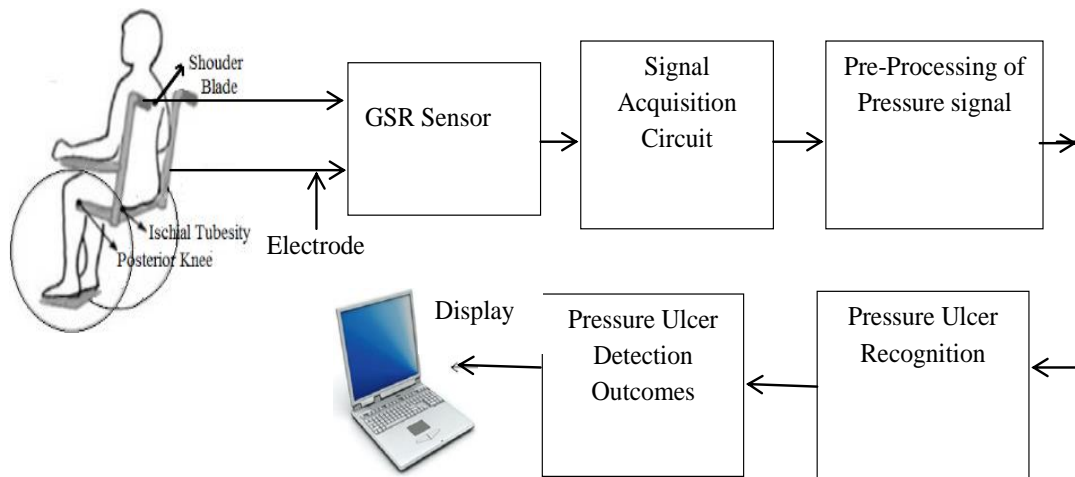 Shouder
Blade
GSR Sensor
Signal
Acquisition
Circuit
Pre-Processing of
Pressure signal
Ischial Tubesity
Posterior Knee
Electrode
Display
Pressure Ulcer
Detection
Outcomes
Pressure Ulcer
Recognition